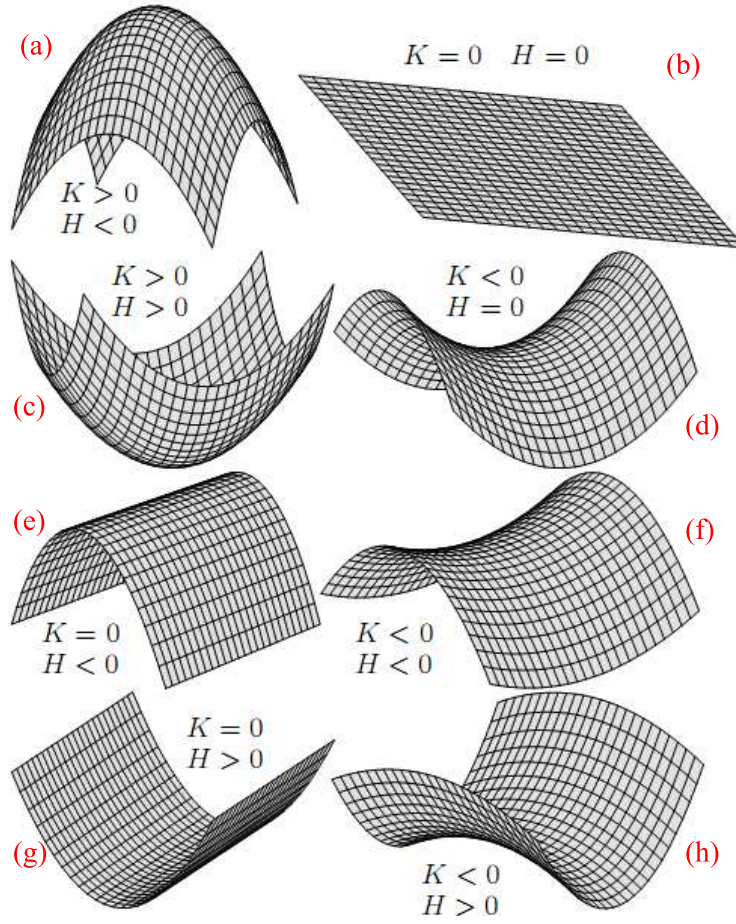 (a)
K = 0 H = 0
(b)
K > 0
H < 0
K > 0
H > 0
K < 0
H = 0
(c)
(d)
(e)
(f)
K = 0
H < 0
K < 0
H < 0
K = 0
H > 0
(g)
(h)
K < 0
H > 0